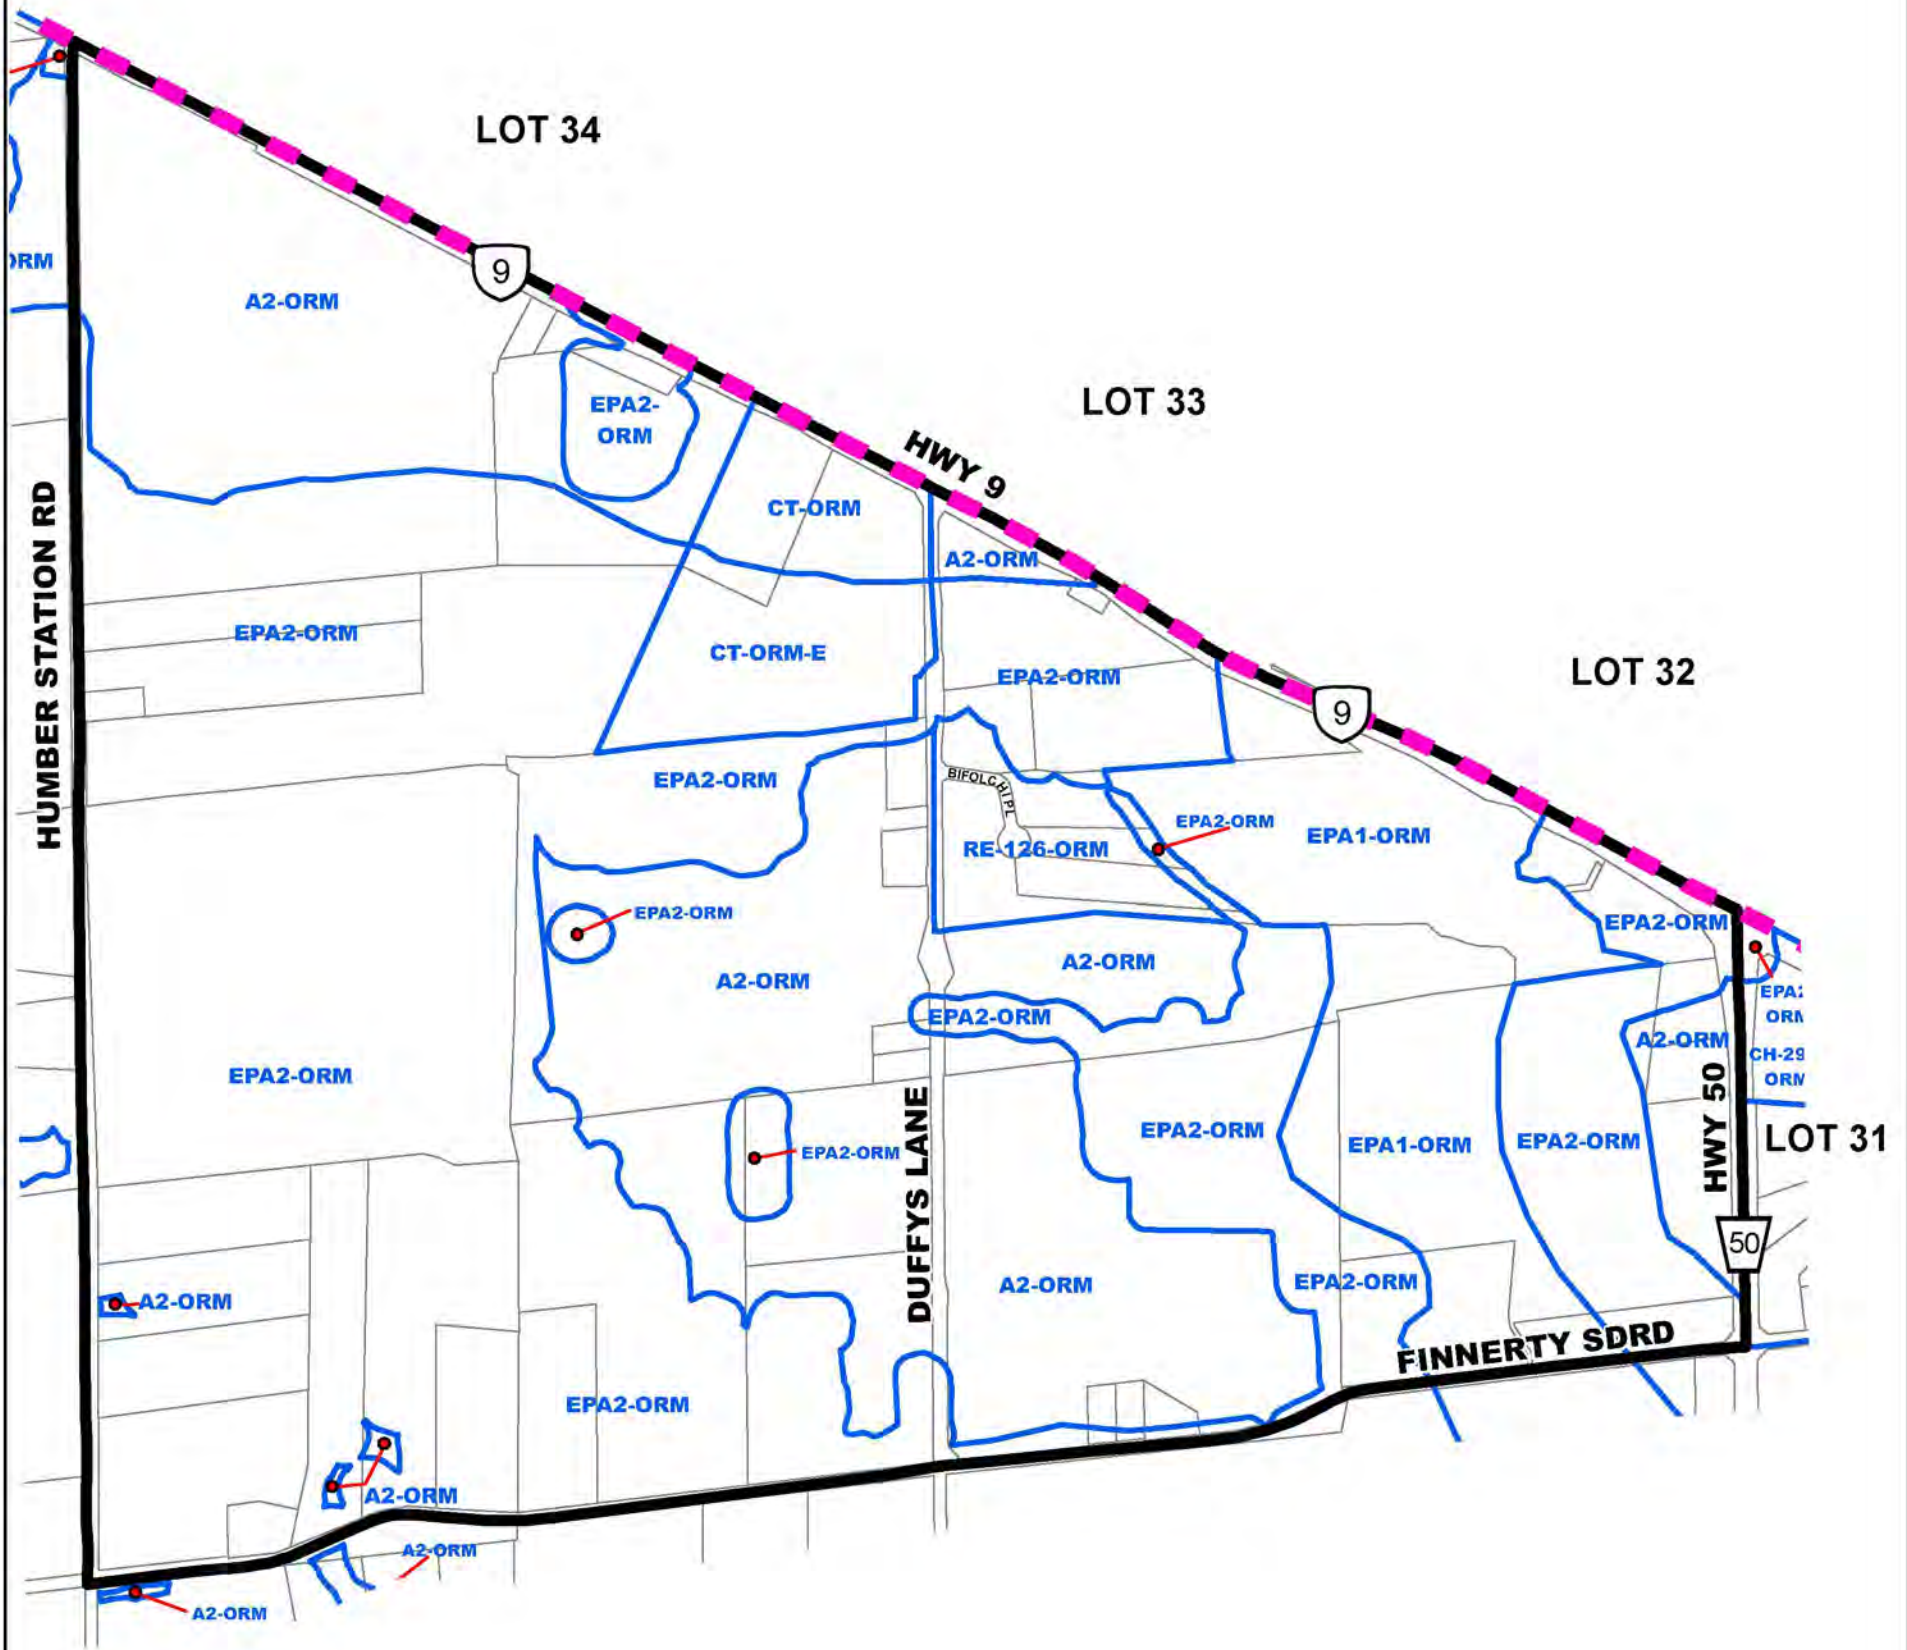 LOT 34
9
ORM
A2-ORM
EPA2-
ORM
LOT 33
HWY 9
CT-ORM
A2-ORM
HUMBER STATION RD
EPA2-ORM
CT-ORM-E
EPA2-ORM
LOT 32
9
EPA2-ORM
BIFOLCHI PL
EPA2-ORM
EPA1-ORM
RE-126-ORM
EPA2-ORM
EPA2-ORM
A2-ORM
A2-ORM
EPA2-ORM
EPA2
ORM
A2-ORM
CH-29
ORM
HWY 50
LOT 31
EPA2-ORM
DUFFYS LANE
EPA2-ORM
EPA2-ORM
EPA1-ORM
EPA2-ORM
50
A2-ORM
A2-ORM
EPA2-ORM
FINNERTY SDRD
EPA2-ORM
A2-ORM
A2-ORM
A2-ORM